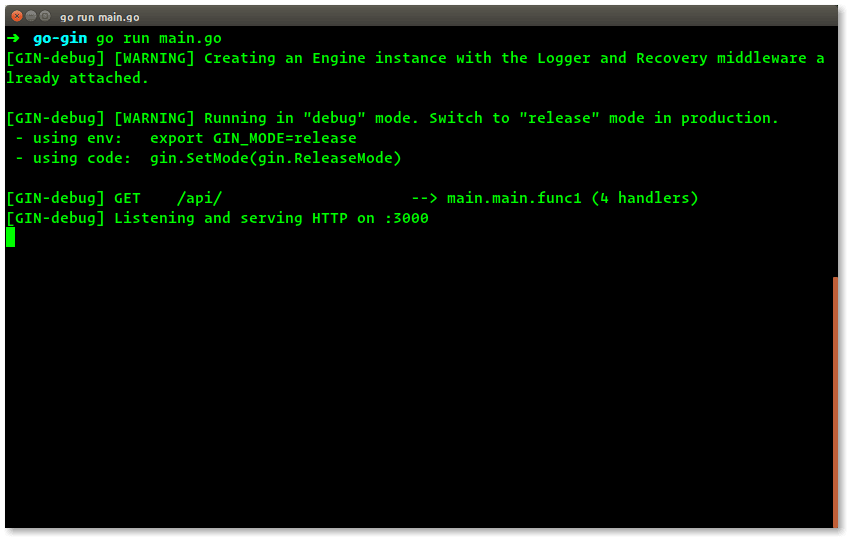 go run main.go
➜  go-gin go run main.go
[GIN-debug] [WARNING] Creating an Engine instance with the Logger and Recovery middleware a
lready attached.
[GIN-debug] [WARNING] Running in "debug" mode. Switch to "release" mode in production.
 - using env:   export GIN_MODE=release
 - using code:  gin.SetMode(gin.ReleaseMode)
[GIN-debug] GET    /api/                     --> main.main.func1 (4 handlers)
[GIN-debug] Listening and serving HTTP on :3000